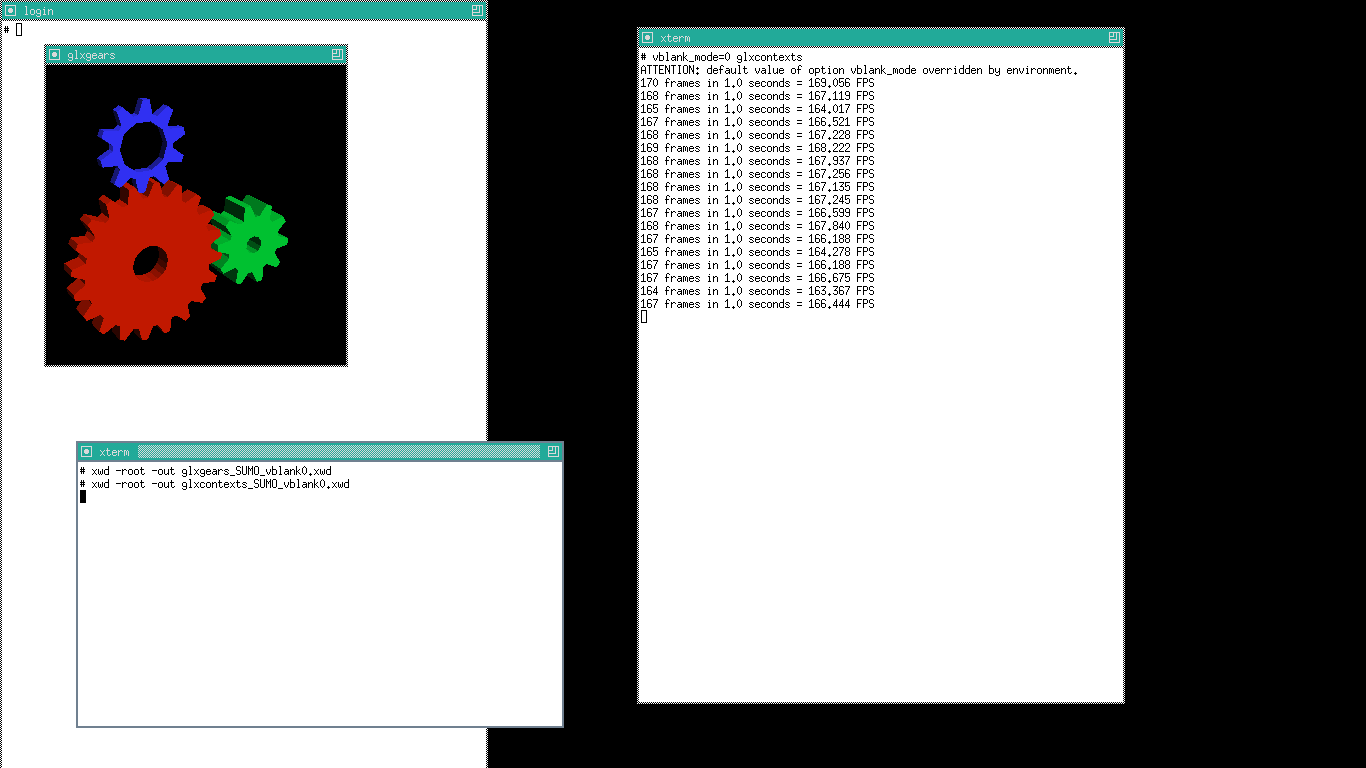 login
#
glxgears
xterm
# xwd -root -out glxgears_SUMO_vblank0.xwd
# xwd -root -out glxcontexts_SUMO_vblank0.xwd
xterm
# vblank_mode=0 glxcontexts
ATTENTION: default value of option vblank_mode overridden by environment.
170 frames in 1.0 seconds = 169.056 FPS
168 frames in 1.0 seconds = 167.119 FPS
165 frames in 1.0 seconds = 164.017 FPS
167 frames in 1.0 seconds = 166.521 FPS
168 frames in 1.0 seconds = 167.228 FPS
169 frames in 1.0 seconds = 168.222 FPS
168 frames in 1.0 seconds = 167.937 FPS
168 frames in 1.0 seconds = 167.256 FPS
168 frames in 1.0 seconds = 167.135 FPS
168 frames in 1.0 seconds = 167.245 FPS
167 frames in 1.0 seconds = 166.599 FPS
168 frames in 1.0 seconds = 167.840 FPS
167 frames in 1.0 seconds = 166.188 FPS
165 frames in 1.0 seconds = 164.278 FPS
167 frames in 1.0 seconds = 166.188 FPS
167 frames in 1.0 seconds = 166.675 FPS
164 frames in 1.0 seconds = 163.367 FPS
167 frames in 1.0 seconds = 166.444 FPS